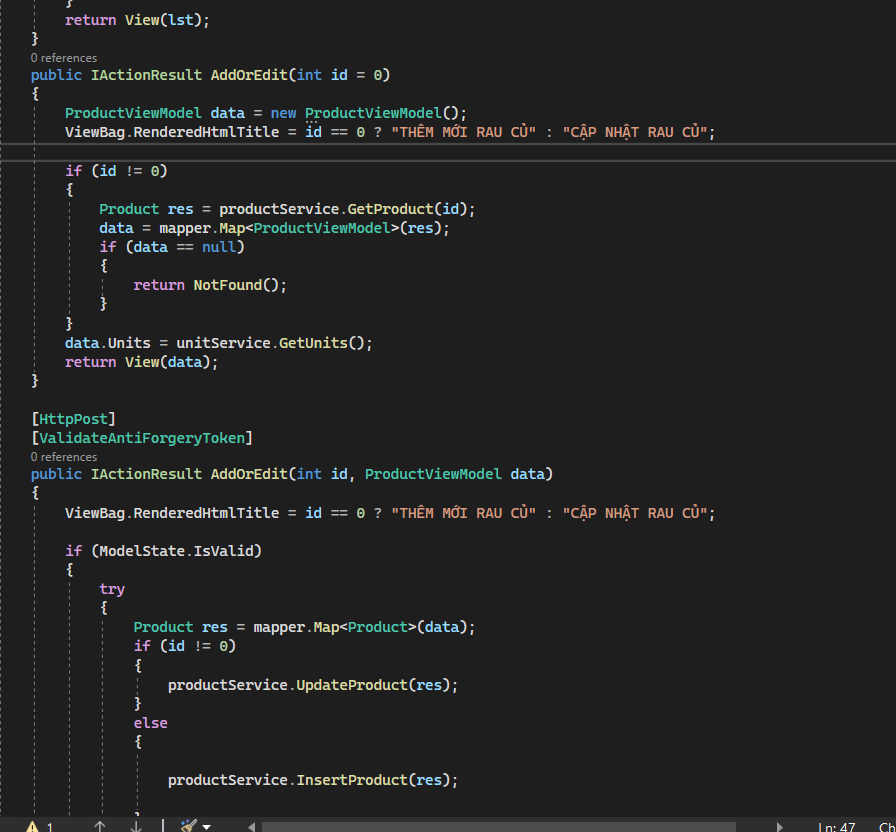 }
return View(lst);
}
0 references
public IActionResult AddOrEdit(int id = 0)
{
ProductViewModel data = new ProductViewModel();
ViewBag.RenderedHtmlTitle = id == 0 ? "THÊM MỚI RAU CỦ" : "CẬP NHẬT RAU CỦ";
if (id != 0)
{
Product res = productService.GetProduct(id);
data = mapper.Map<ProductViewModel>(res);
if (data == null)
{
return NotFound();
}
}
data.Units = unitService.GetUnits();
return View(data);
}
[HttpPost]
[ValidateAntiForgeryToken]
0 references
public IActionResult AddOrEdit(int id, ProductViewModel data)
{
ViewBag.RenderedHtmlTitle = id == 0 ? "THÊM MỚI RAU CỦ" : "CẬP NHẬT RAU CỦ";
if (ModelState.IsValid)
{
try
{
Product res = mapper.Map<Product>(data);
if (id != 0)
{
productService.UpdateProduct(res);
}
else
{
productService.InsertProduct(res);
}
1 Ln: 47 Ch